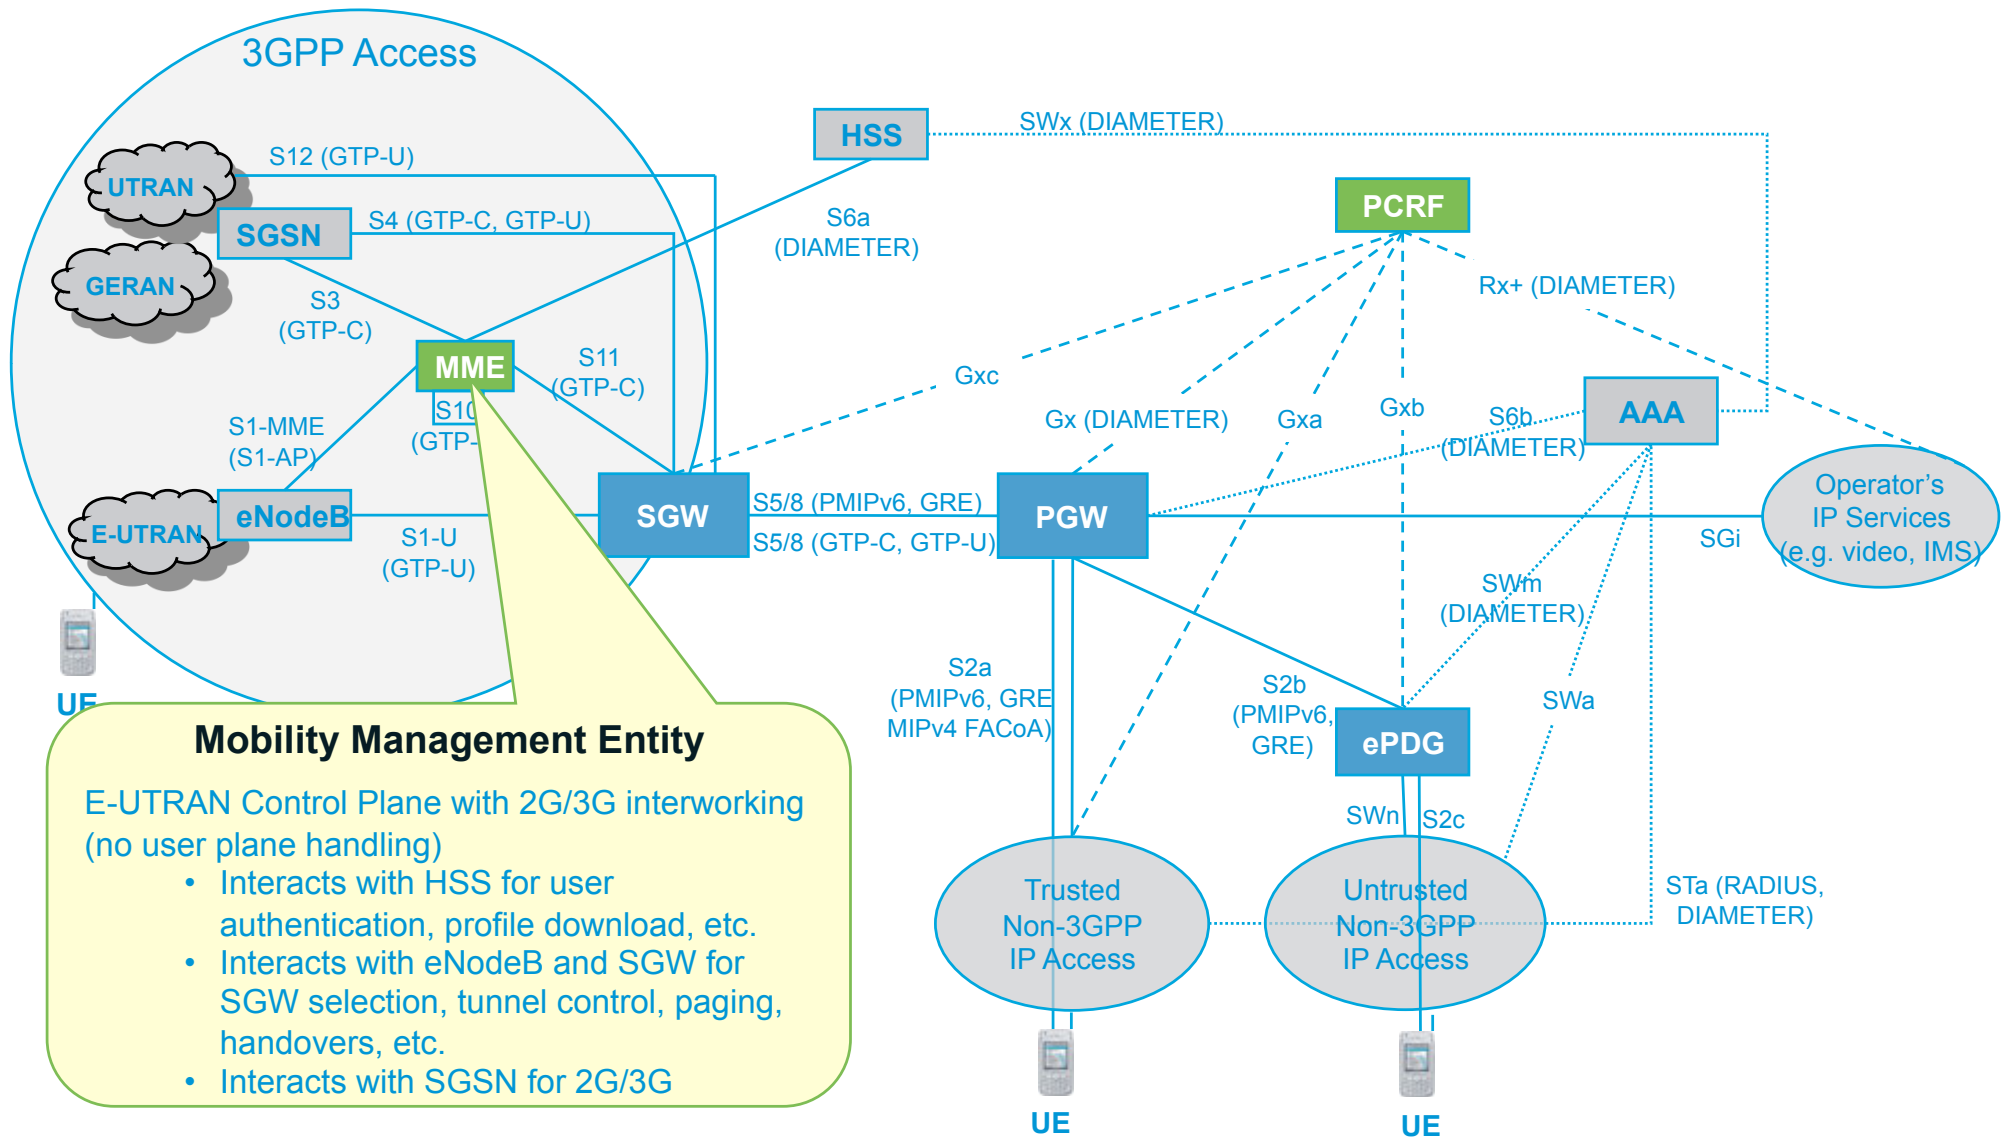 3GPP Access
HSS
SWx (DIAMETER)
S12 (GTP-U)
UTRAN
SGSN
S4 (GTP-C, GTP-U)
PCRF
S6a
(DIAMETER)
GERAN
S3
(GTP-C)
Rx+ (DIAMETER)
MME
S11
(GTP-C)
Gxc
S10
(GTP-
S1-MME
(S1-AP)
Gx (DIAMETER)
Gxa
Gxb
S6b
(DIAMETER)
AAA
E-UTRAN
eNodeB
S1-U
(GTP-U)
SGW
S5/8 (PMIPv6, GRE)
S5/8 (GTP-C, GTP-U)
PGW
SGi
Operator's
IP Services
(e.g. video, IMS)
SWm
(DIAMETER)
UE
S2a
(PMIPv6, GRE
MIPv4 FACoA)
S2b
(PMIPv6,
GRE)
ePDG
SWa
Mobility Management Entity
E-UTRAN Control Plane with 2G/3G interworking
(no user plane handling)
• Interacts with HSS for user
authentication, profile download, etc.
• Interacts with eNodeB and SGW for
SGW selection, tunnel control, paging,
handovers, etc.
• Interacts with SGSN for 2G/3G
SWn
S2c
Trusted
Non-3GPP
IP Access
Untrusted
Non-3GPP
IP Access
STa (RADIUS,
DIAMETER)
UE
UE